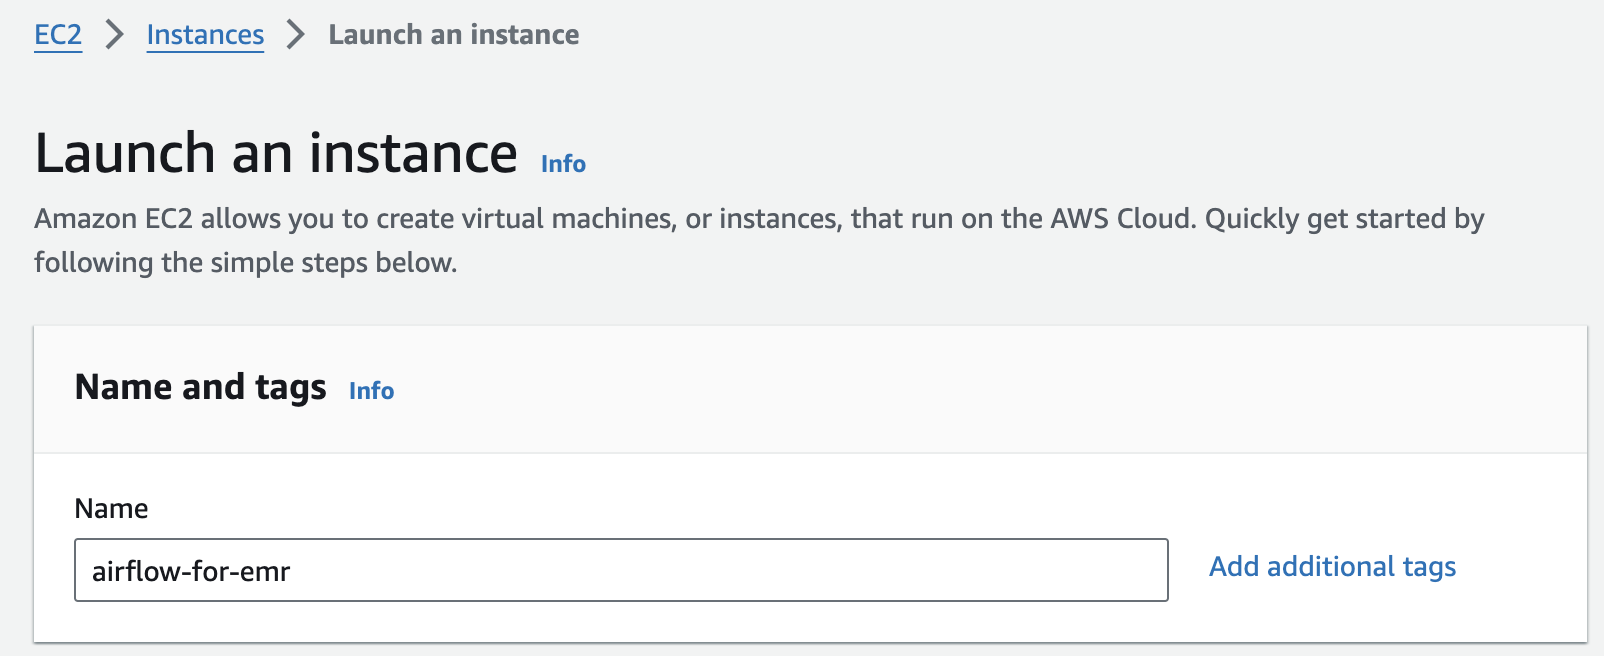 EC2 > Instances > Launch an instance
Launch an instance Info
Amazon EC2 allows you to create virtual machines, or instances, that run on the AWS Cloud. Quickly get started by
following the simple steps below.
Name and tags Info
Name
airflow-for-emr Add additional tags